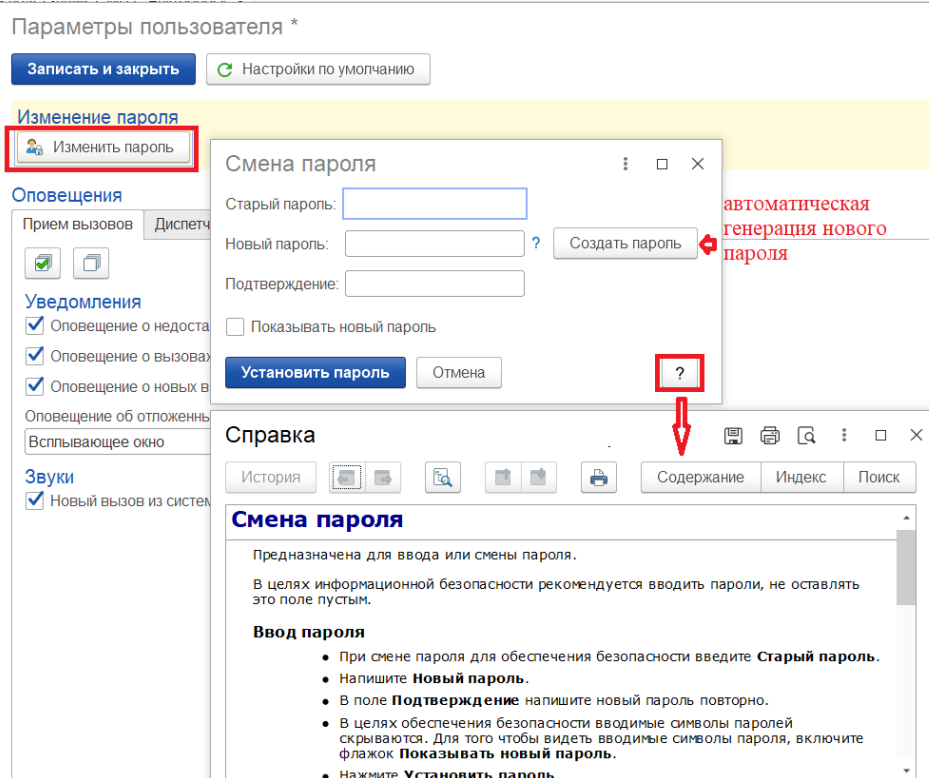 Параметры пользователя *
Записать и закрыть
Настройки по умолчанию
Изменение пароля
Изменить пароль
Смена пароля
Старый пароль:
Новый пароль:
?
Создать пароль
автоматическая
генерация нового
пароля
Подтверждение:
Показывать новый пароль
Установить пароль
Отмена
?
Оповещения
Прием вызовов
Диспетч
Уведомления
Оповещение о недоста
Оповещение о вызовах
Оповещение о новых в
Оповещение об отложеннь
Всплывающее окно
Звуки
Новый вызов из систем
Справка
История
Содержание
Индекс
Поиск
Смена пароля
Предназначена для ввода или смены пароля.
В целях информационной безопасности рекомендуется вводить пароли, не оставлять
это поле пустым.
Ввод пароля
● При смене пароля для обеспечения безопасности введите Старый пароль.
● Напишите Новый пароль.
● В поле Подтверждение напишите новый пароль повторно.
● В целях обеспечения безопасности вводимые символы паролей
скрываются. Для того чтобы видеть вводимые символы пароля, включите
флажок Показывать новый пароль.
● Нажмите Установить пароль